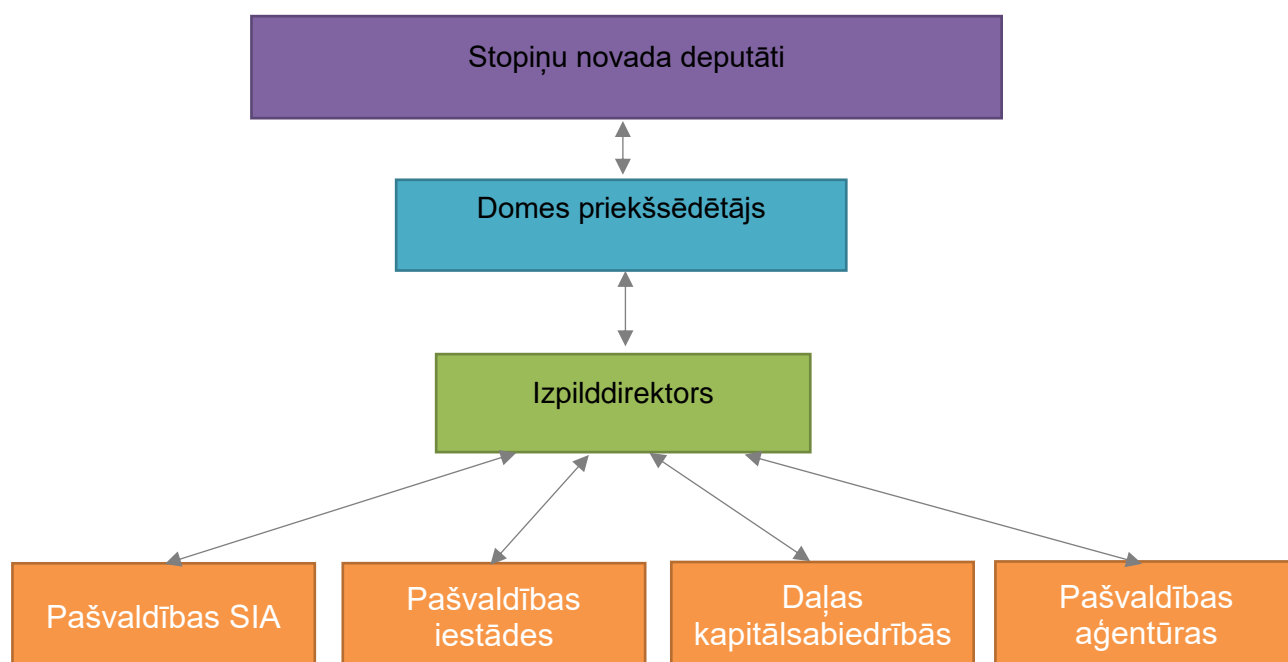 Stopiņu novada deputāti
Domes priekšsēdētājs
Izpilddirektors
Pašvaldības SIA
Pašvaldības
iestādes
Daļas
kapitālsabiedrībās
Pašvaldības
aģentūras